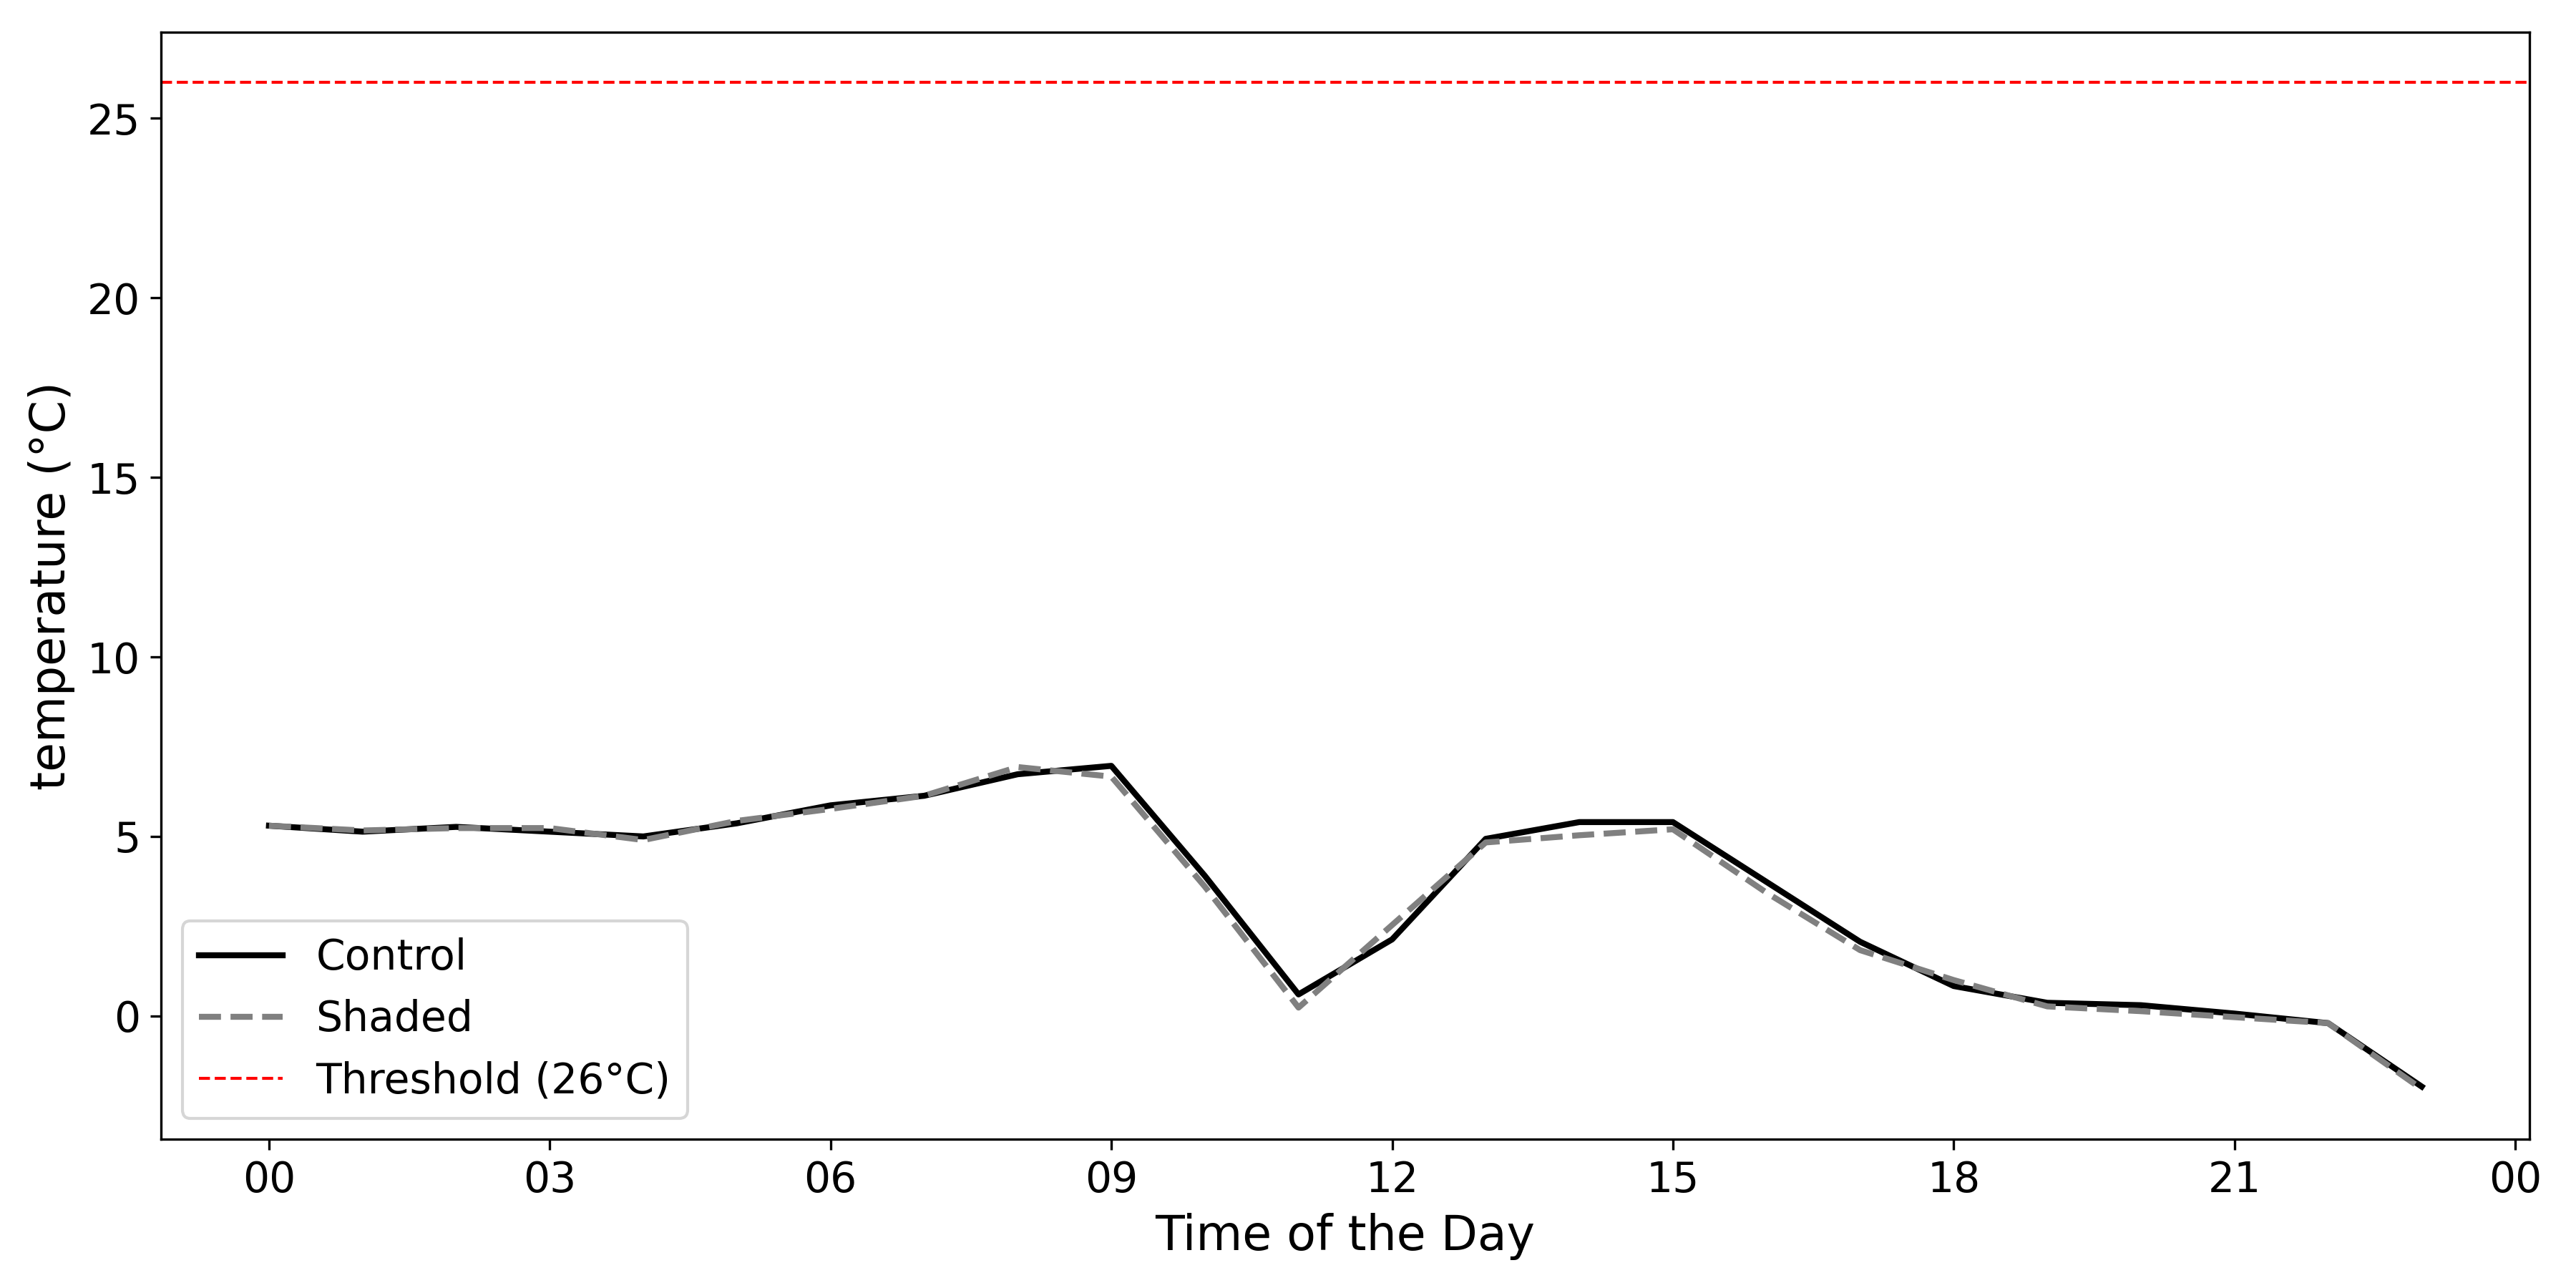 25
20
15
10
5
0
temperature (°C)
Control
Shaded
Threshold (26°C)
00 03 06 09 12 15 18 21 00
Time of the Day